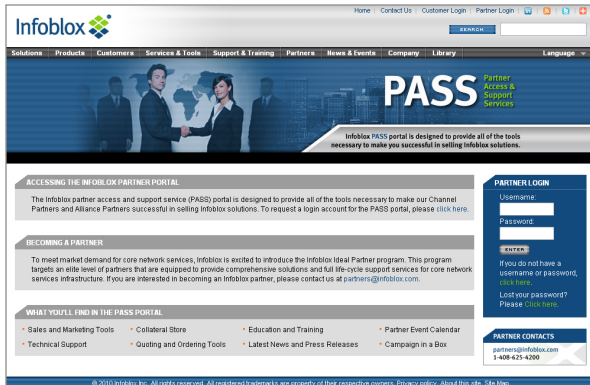 Home | Contact Us | Customer Login | Partner Login
Infoblox
SEARCH
Solutions Products Customers Services & Tools Support & Training Partners News & Events Company Library Language
PASS
Partner
Access &
Support
Services
Infoblox PASS portal is designed to provide all of the tools
necessary to make you successful in selling Infoblox solutions.
ACCESSING THE INFOBLOX PARTNER PORTAL
The Infoblox partner access and support service (PASS) portal is designed to provide all of the tools necessary to make our Channel
Partners and Alliance Partners successful in selling Infoblox solutions. To request a login account for the PASS portal, please click here.
BECOMING A PARTNER
To meet market demand for core network services, Infoblox is excited to introduce the Infoblox Ideal Partner program. This program
targets an elite level of partners that are equipped to provide comprehensive solutions and full life-cycle support services for core network
services infrastructure. If you are interested in becoming an Infoblox partner, please contact us at partners@infoblox.com.
WHAT YOU'LL FIND IN THE PASS PORTAL
• Sales and Marketing Tools • Collateral Store • Education and Training • Partner Event Calendar
• Technical Support • Quoting and Ordering Tools • Latest News and Press Releases • Campaign in a Box
PARTNER LOGIN
Username:
Password:
ENTER
If you do not have a
username or password,
click here.
Lost your password?
Please Click here.
PARTNER CONTACTS
partners@infoblox.com
1-408-625-4200
© 2010 Infoblox Inc. All rights reserved. All registered trademarks are property of their respective owners. Privacy policy. About this site. Site Map